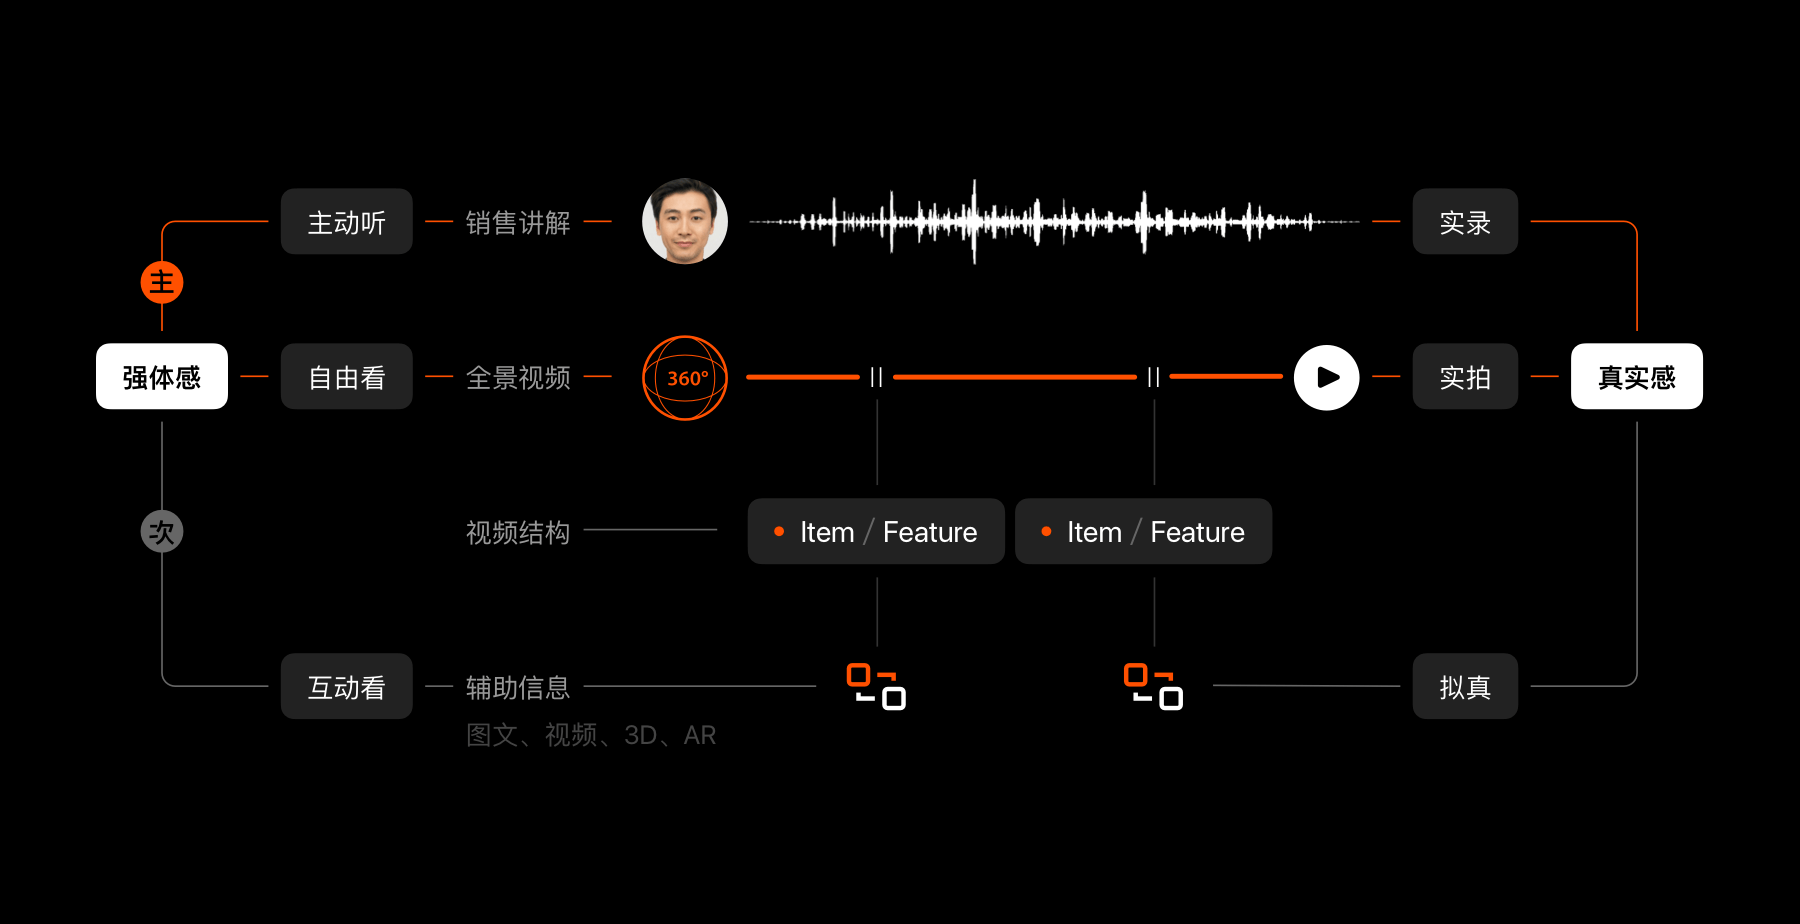 主动听 销售讲解 实录
主
强体感 自由看 全景视频 360° 实拍 真实感
次 视频结构 Item / Feature Item / Feature
互动看 辅助信息 拟真
图文、视频、3D、AR